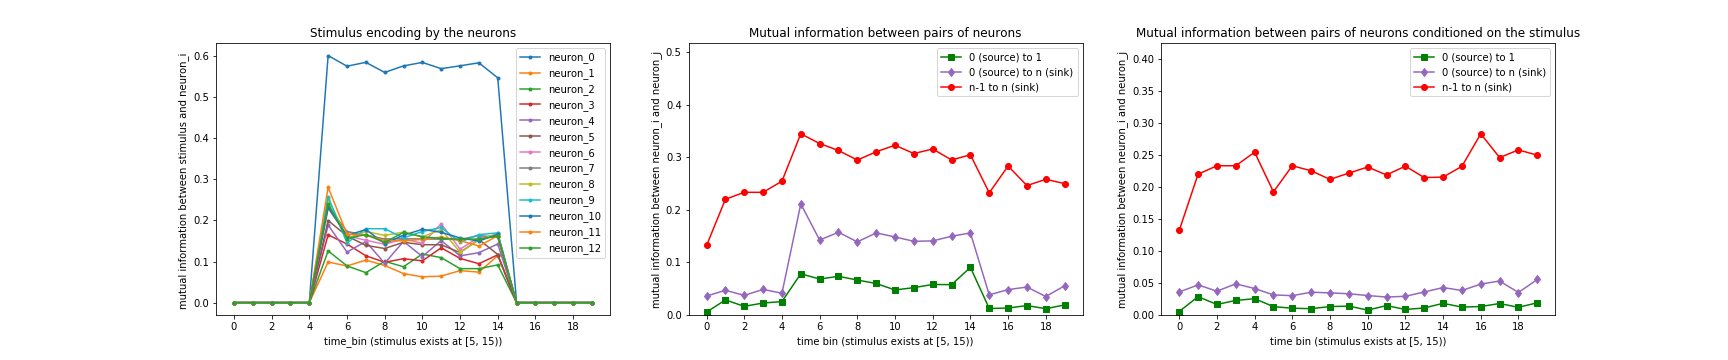 Stimulus encoding by the neurons
mutual information between stimulus and neuron_i
0.6
0.5
0.4
0.3
0.2
0.1
0.0
0 2 4 6 8 10 12 14 16 18
time_bin (stimulus exists at [5, 15))
neuron_0
neuron_1
neuron_2
neuron_3
neuron_4
neuron_5
neuron_6
neuron_7
neuron_8
neuron_9
neuron_10
neuron_11
neuron_12
Mutual information between pairs of neurons
mutual information between neuron_i and neuron_j
0.5
0.4
0.3
0.2
0.1
0.0
0 2 4 6 8 10 12 14 16 18
time bin (stimulus exists at [5, 15))
0 (source) to 1
0 (source) to n (sink)
n-1 to n (sink)
Mutual information between pairs of neurons conditioned on the stimulus
mutual information between neuron_i and neuron_j
0.40
0.35
0.30
0.25
0.20
0.15
0.10
0.05
0.00
0 2 4 6 8 10 12 14 16 18
time bin (stimulus exists at [5, 15))
0 (source) to 1
0 (source) to n (sink)
n-1 to n (sink)